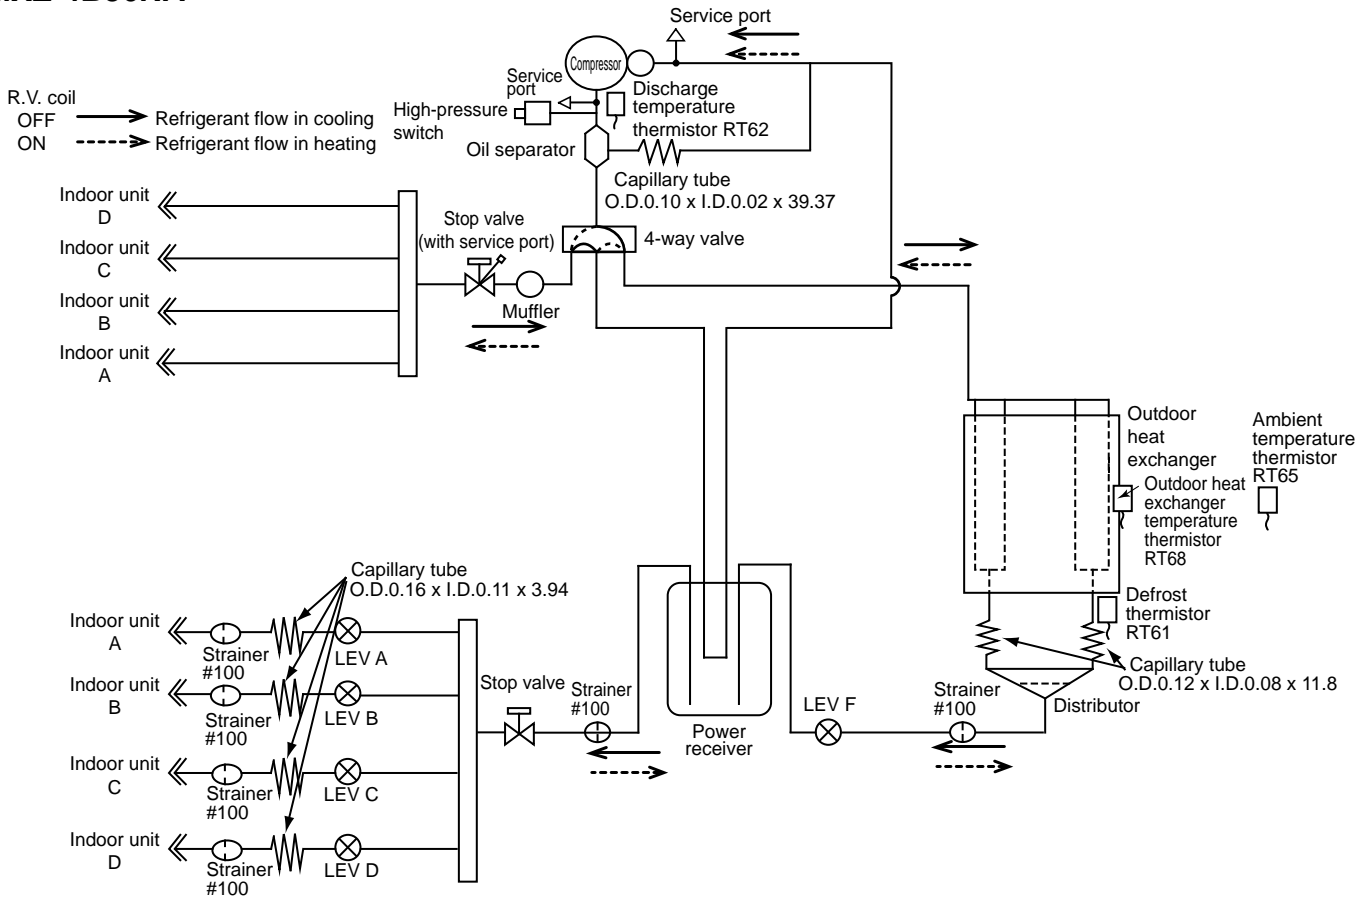 Service port
Compressor
Service
port
Discharge
temperature
thermistor RT62
High-pressure
switch
R.V. coil
OFF
Refrigerant flow in cooling
ON
Refrigerant flow in heating
Oil separator
Capillary tube
O.D.0.10 x I.D.0.02 x 39.37
Indoor unit
D
Indoor unit
C
Indoor unit
B
Indoor unit
A
Stop valve
(with service port)
4-way valve
Muffler
Outdoor
heat
exchanger
Ambient
temperature
thermistor
RT65
Outdoor heat
exchanger
temperature
thermistor
RT68
Defrost
thermistor
RT61
Capillary tube
O.D.0.12 x I.D.0.08 x 11.8
Distributor
Capillary tube
O.D.0.16 x I.D.0.11 x 3.94
Indoor unit
A
Strainer
#100
LEV A
Indoor unit
B
Strainer
#100
LEV B
Indoor unit
C
Strainer
#100
LEV C
Indoor unit
D
Strainer
#100
LEV D
Stop valve
Strainer
#100
Power
receiver
LEV F
Strainer
#100